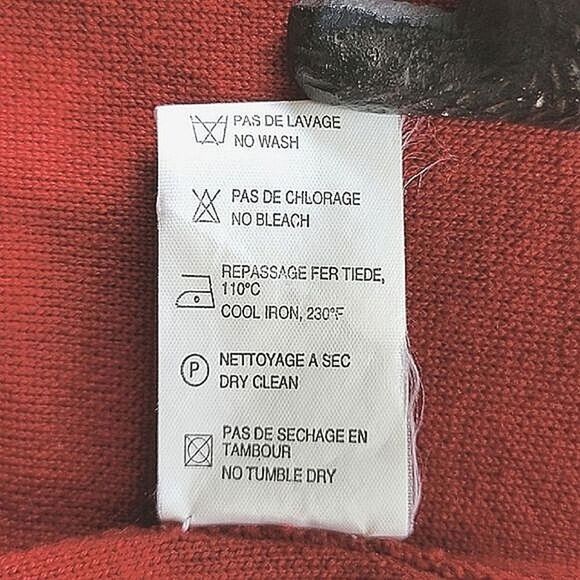 PAS DE LAVAGE
NO WASH
PAS DE CHLORAGE
NO BLEACH
REPASSAGE FER TIEDE,
110°C
COOL IRON, 230°F
P
NETTOYAGE A SEC
DRY CLEAN
PAS DE SECHAGE EN
TAMBOUR
NO TUMBLE DRY